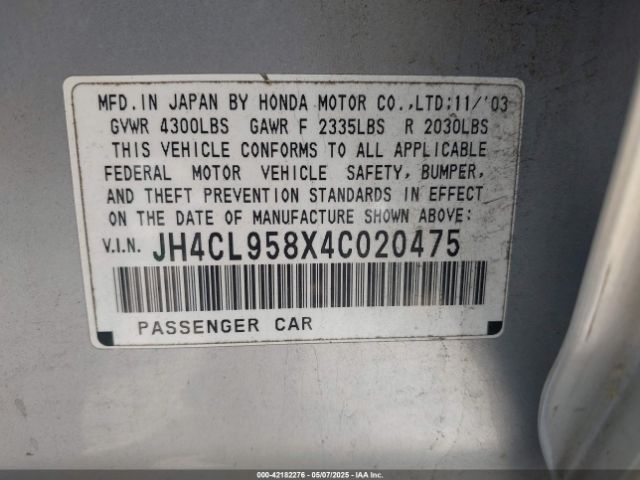 MFD. IN JAPAN BY HONDA MOTOR CO.,LTD:11/'03
GVWR 4300LBS GAWR F 2335LBS R 2030LBS
THIS VEHICLE CONFORMS TO ALL APPLICABLE
FEDERAL MOTOR VEHICLE SAFETY, BUMPER,
AND THEFT PREVENTION STANDARDS IN EFFECT
ON THE DATE OF MANUFACTURE SHOWN ABOVE:
V.I.N. JH4CL958X4C020475
PASSENGER CAR
000-42182276 - 05/07/2025 - IAAI Copyright